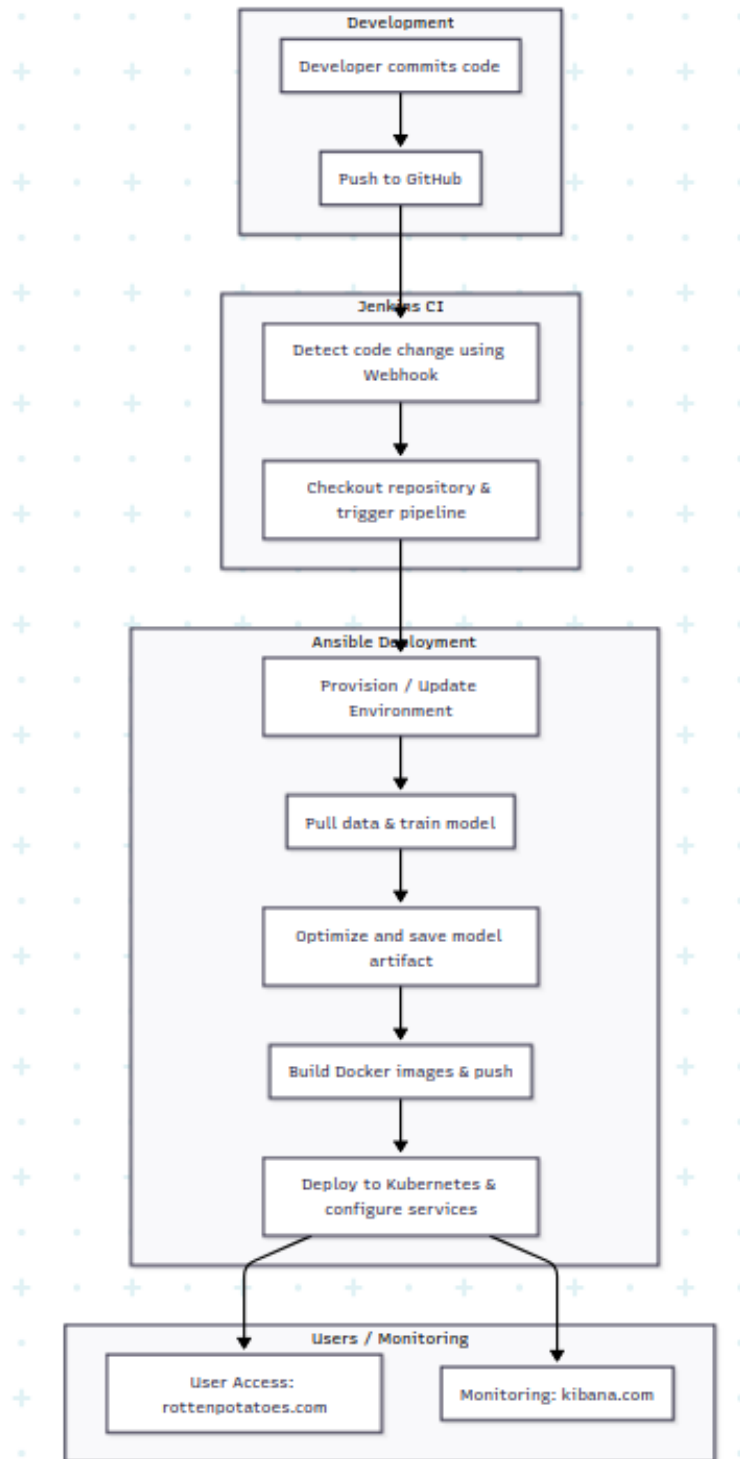 Development
Developer commits code
Push to GitHub
Jenkins CI
Detect code change using
Webhook
Checkout repository &
trigger pipeline
Ansible Deployment
Provision / Update
Environment
Pull data & train model
Optimize and save model
artifact
Build Docker images & push
Deploy to Kubernetes &
configure services
Users / Monitoring
User Access:
rottenpotatoes.com
Monitoring: kibana.com